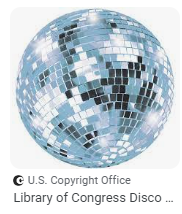 U.S. Copyright Office
Library of Congress Disco ...